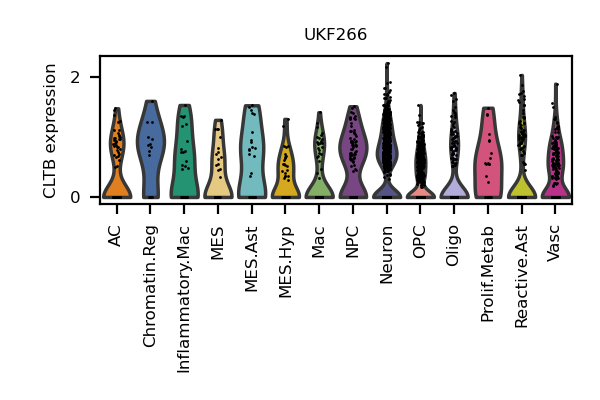 UKF266
CLTB expression
2
0
AC
Chromatin.Reg
Inflammatory.Mac
MES
MES.Ast
MES.Hyp
Mac
NPC
Neuron
OPC
Oligo
Prolif.Metab
Reactive.Ast
Vasc